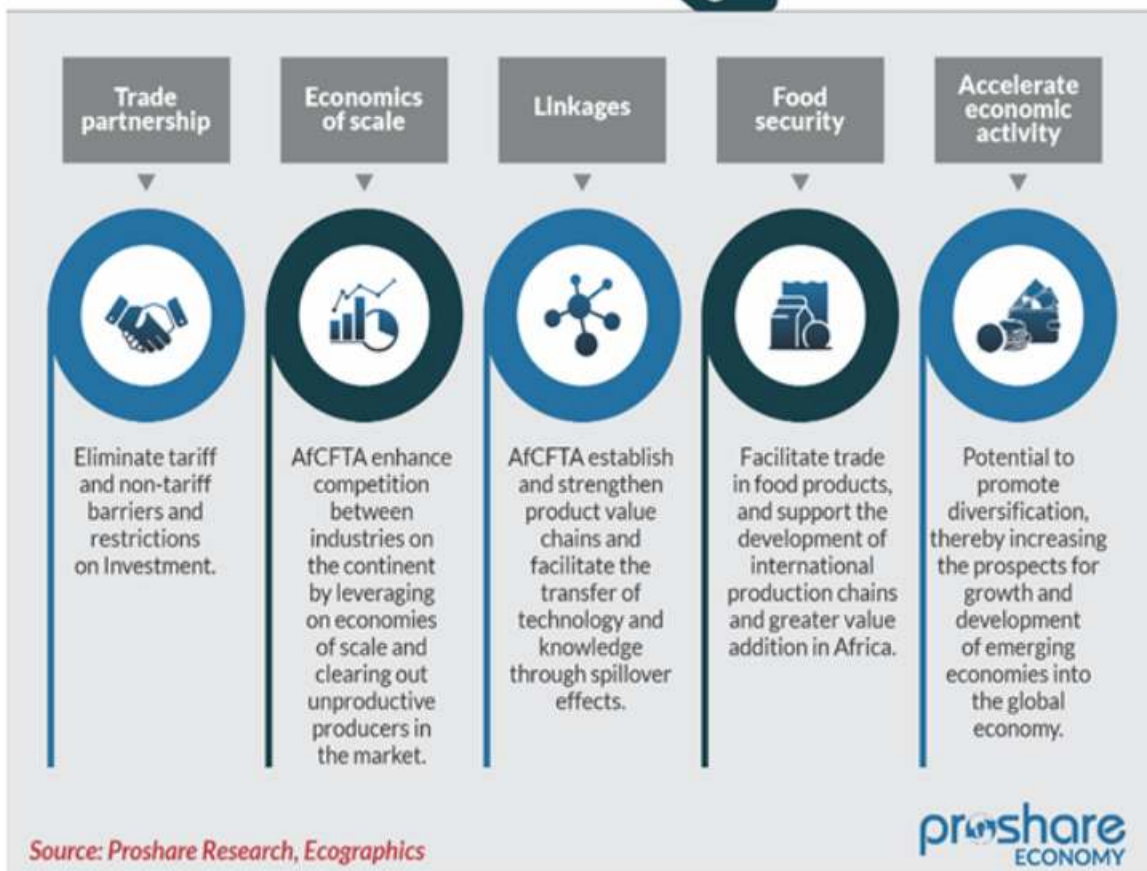 Trade
partnership
Economics
of scale
Linkages
Food
security
Accelerate
economic
activity
Eliminate tariff
and non-tariff
barriers and
restrictions
on Investment.
AfCFTA enhance
competition
between
industries on
the continent
by leveraging
on economies
of scale and
clearing out
unproductive
producers in
the market.
AfCFTA establish
and strengthen
product value
chains and
facilitate the
transfer of
technology and
knowledge
through spillover
effects.
Facilitate trade
in food products,
and support the
development of
international
production chains
and greater value
addition in Africa.
Potential to
promote
diversification,
thereby increasing
the prospects for
growth and
development
of emerging
economies into
the global
economy.
Source: Proshare Research, Ecographics
proshare
ECONOMY